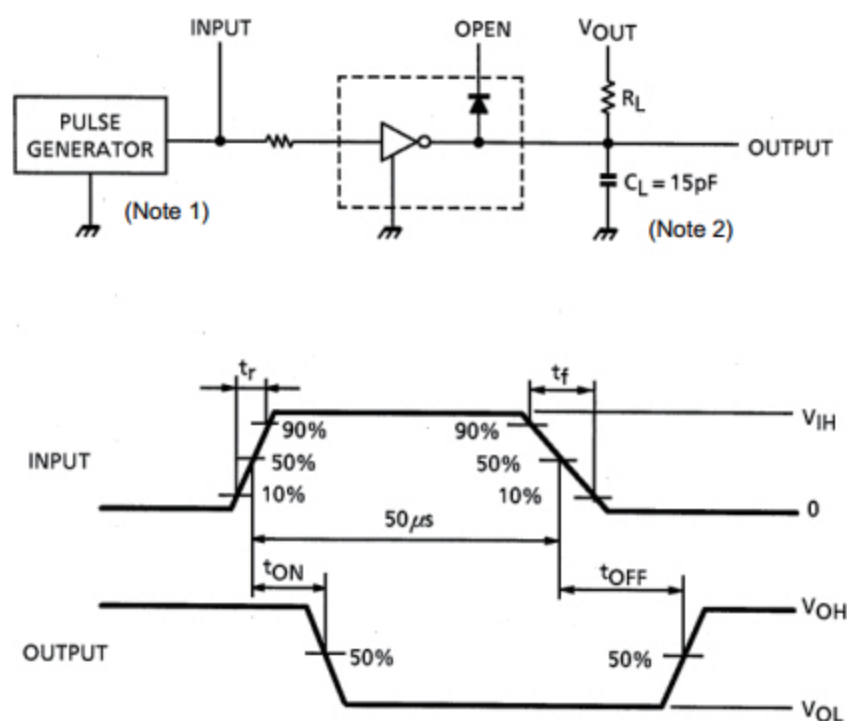 INPUT
OPEN
VOUT
PULSE
GENERATOR
RL
OUTPUT
CL = 15pF
(Note 1)
(Note 2)
tr
tf
VIH
90%
90%
INPUT
50%
50%
10%
10%
0
50μs
tON
tOFF
VOH
OUTPUT
50%
50%
VOL